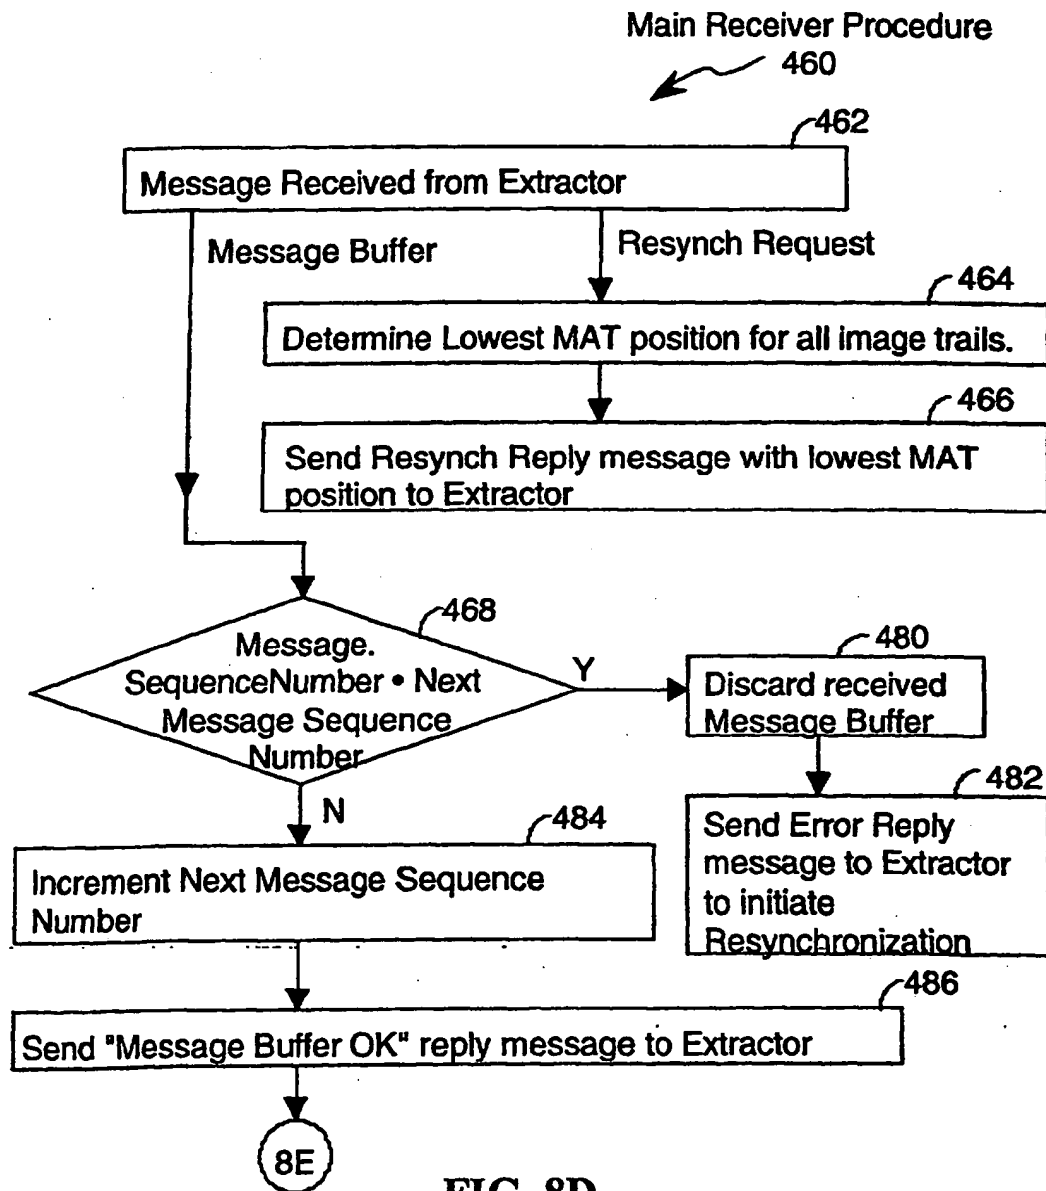 Main Receiver Procedure
460
462
Message Received from Extractor
Message Buffer
Resynch Request
464
Determine Lowest MAT position for all image trails.
466
Send Resynch Reply message with lowest MAT
position to Extractor
468
Message.
SequenceNumber • Next
Message Sequence
Number
Y
480
Discard received
Message Buffer
482
Send Error Reply
message to Extractor
to initiate
Resynchronization
N
484
Increment Next Message Sequence
Number
486
Send "Message Buffer OK" reply message to Extractor
8E
FIG. 8D